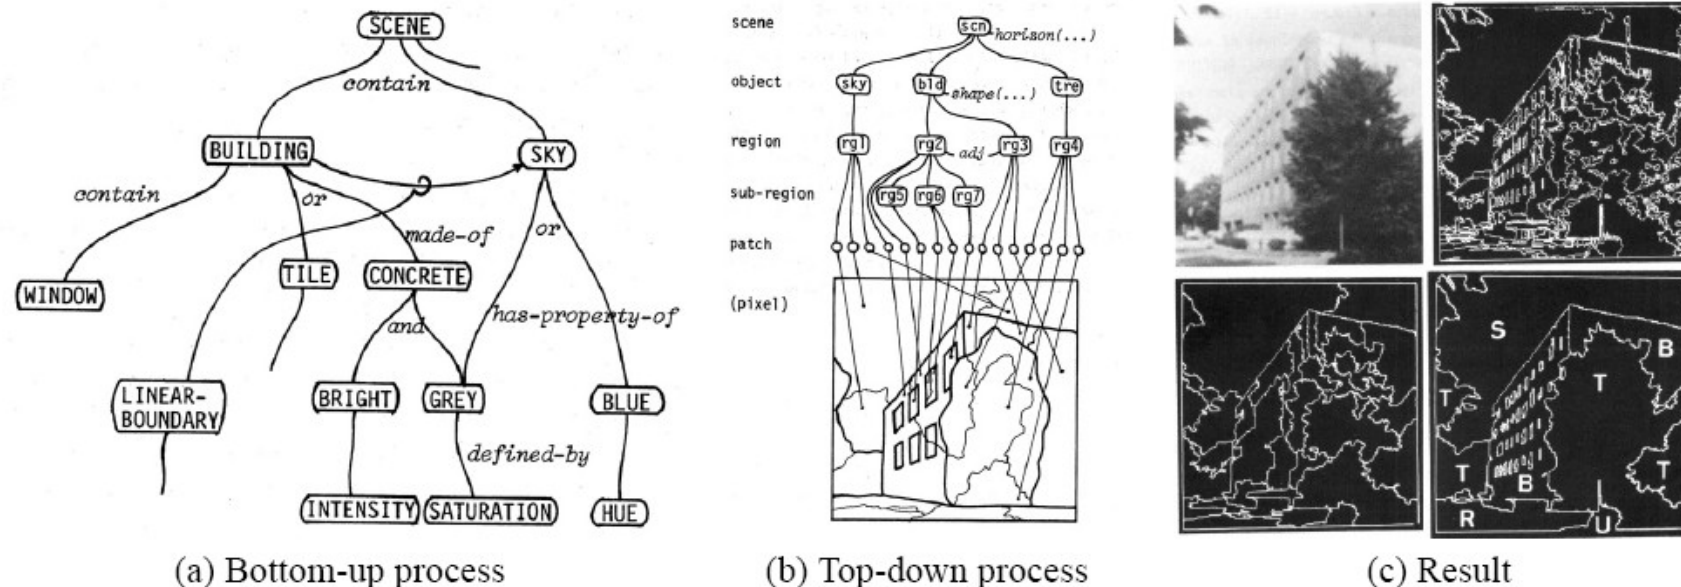 SCENE
contain
BUILDING
SKY
contain
or
made-of
or
TILE
CONCRETE
WINDOW
and
has-property-of
LINEAR-
BOUNDARY
BRIGHT
GREY
BLUE
defined-by
INTENSITY
SATURATION
HUE
(a) Bottom-up process
scene
scn
horison(...)
object
sky
bld
shape(...)
tre
region
rg1
rg2
adj
rg3
rg4
sub-region
rg5
rg6
rg7
patch
(pixel)
(b) Top-down process
S
B
T
T
T
B
T
R
U
(c) Result